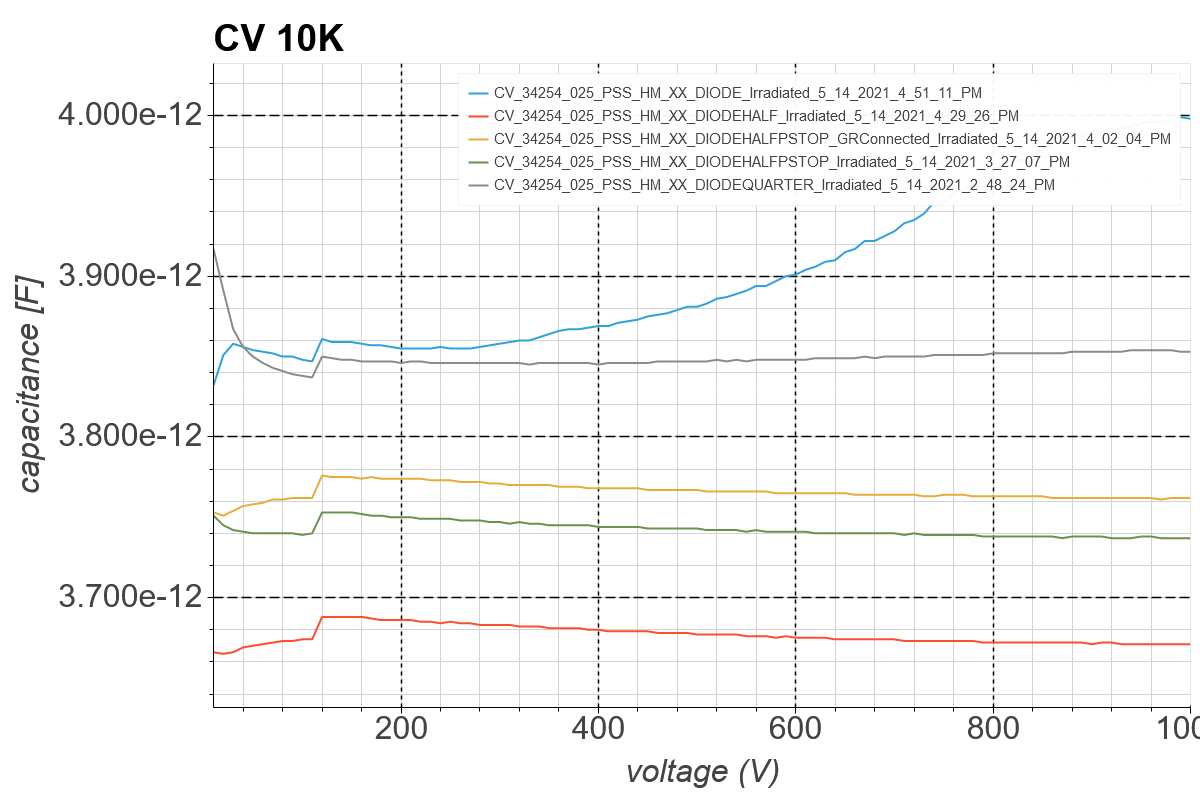 CV 10K
4.000e-12
3.900e-12
3.800e-12
3.700e-12
capacitance [F]
CV_34254_025_PSS_HM_XX_DIODE_Irradiated_5_14_2021_4_51_11_PM
CV_34254_025_PSS_HM_XX_DIODEHALF_Irradiated_5_14_2021_4_29_26_PM
CV_34254_025_PSS_HM_XX_DIODEHALFPSTOP_GRConnected_Irradiated_5_14_2021_4_02_04_PM
CV_34254_025_PSS_HM_XX_DIODEHALFPSTOP_Irradiated_5_14_2021_3_27_07_PM
CV_34254_025_PSS_HM_XX_DIODEQUARTER_Irradiated_5_14_2021_2_48_24_PM
200 400 600 800 100
voltage (V)